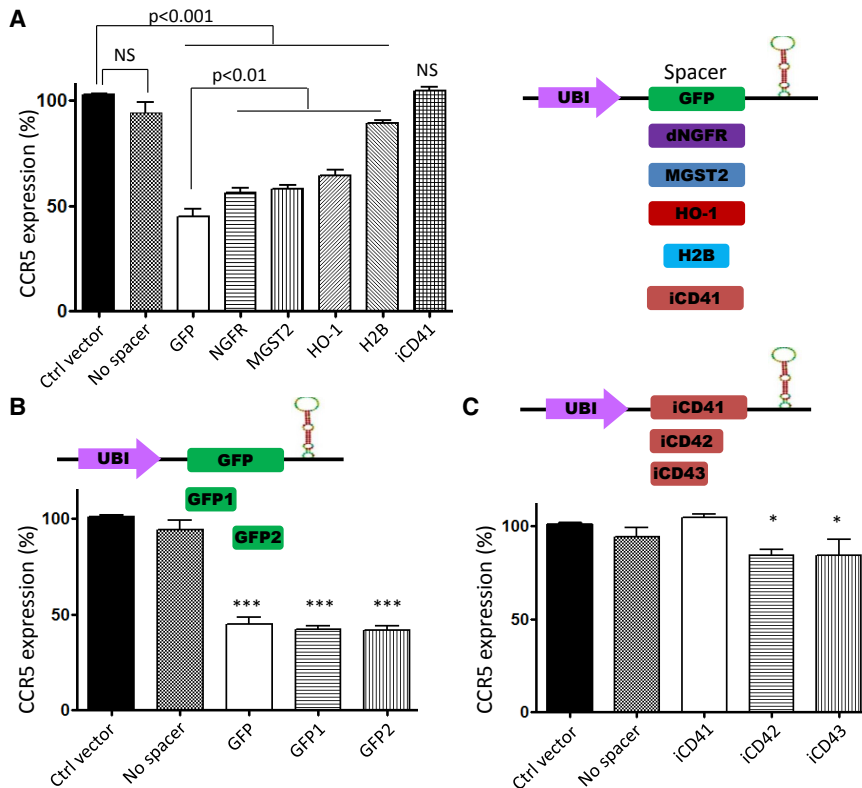 A
p<0.001
NS
p<0.01
NS
CCR5 expression (%)
100
50
0
Ctrl vector
No spacer
GFP
NGFR
MGST2
HO-1
H2B
iCD41
Spacer
UBI
GFP
dNGFR
MGST2
HO-1
H2B
iCD41
B
UBI
GFP
GFP1
GFP2
CCR5 expression (%)
100
50
0
***
***
***
Ctrl vector
No spacer
GFP
GFP1
GFP2
C
UBI
iCD41
iCD42
iCD43
CCR5 expression (%)
100
50
0
*
*
Ctrl vector
No spacer
iCD41
iCD42
iCD43